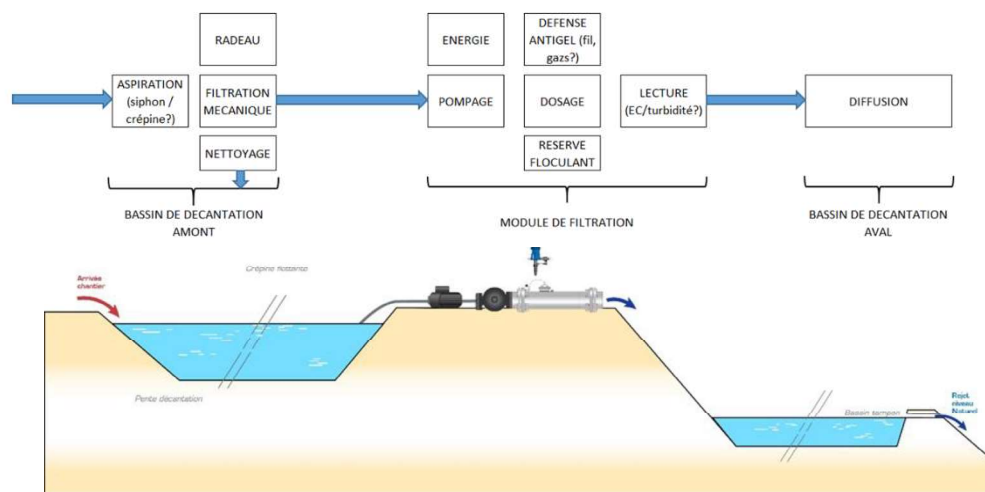 RADEAU
ENERGIE
DEFENSE
ANTIGEL (fil,
gazs?)
ASPIRATION
(siphon /
crépine?)
FILTRATION
MECANIQUE
POMPAGE
DOSAGE
LECTURE
(EC/turbidité?)
DIFFUSION
NETTOYAGE
RESERVE
FLOCULANT
BASSIN DE DECANTATION
AMONT
MODULE DE FILTRATION
BASSIN DE DECANTATION
AVAL
Arrivée
chantier
Crépine flottante
Pente décantation
Bassin tampon
Rejet
niveau
Naturel